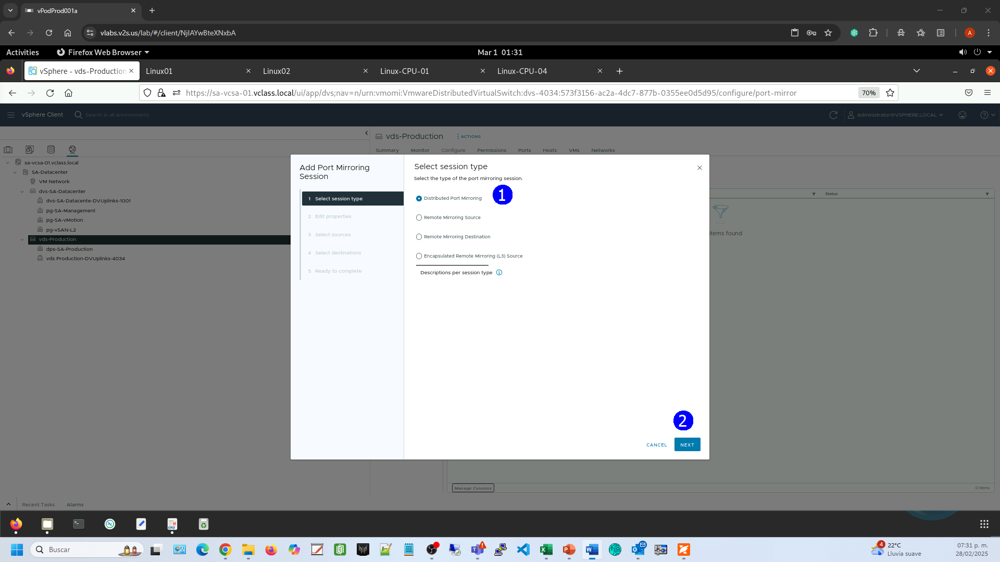 vPodProd001a
vlabs.v2s.us/lab/#/client/NjIAYwBteXNxbA
A
Activities
Firefox Web Browser
Mar 1 01:31
vSphere - vds-Production
Linux01
Linux02
Linux-CPU-01
Linux-CPU-04
https://sa-vcsa-01.vclass.local/ui/app/dvs;nav=n/urn:vmomi:VmwareDistributedVirtualSwitch:dvs-4034:573f3156-ac2a-4dc7-877b-0355ee0d5d95/configure/port-mirror
70%
vSphere Client
Search in all environments
Administrator@VSPHERE.LOCAL
vds-Production
ACTIONS
Summary
Monitor
Configure
Permissions
Ports
Hosts
VMs
Networks
sa-vcsa-01.vclass.local
SA-Datacenter
VM Network
dvs-SA-Datacenter
dvs-SA-Datacente-DVUplinks-1001
pg-SA-Management
pg-SA-vMotion
pg-vSAN-L2
vds-Production
dps-SA-Production
vds Production-DVUplinks-4034
Add Port Mirroring
Session
1 Select session type
2 Edit properties
3 Select sources
4 Select destinations
5 Ready to complete
Select session type
Select the type of the port mirroring session.
Distributed Port Mirroring
1
Remote Mirroring Source
Remote Mirroring Destination
Encapsulated Remote Mirroring (L3) Source
Descriptions per session type
2
CANCEL
NEXT
Status
items found
Manage Columns
0 items
Recent Tasks
Alarms
Buscar
4
22°C
Lluvia suave
07:31 p. m.
28/02/2025